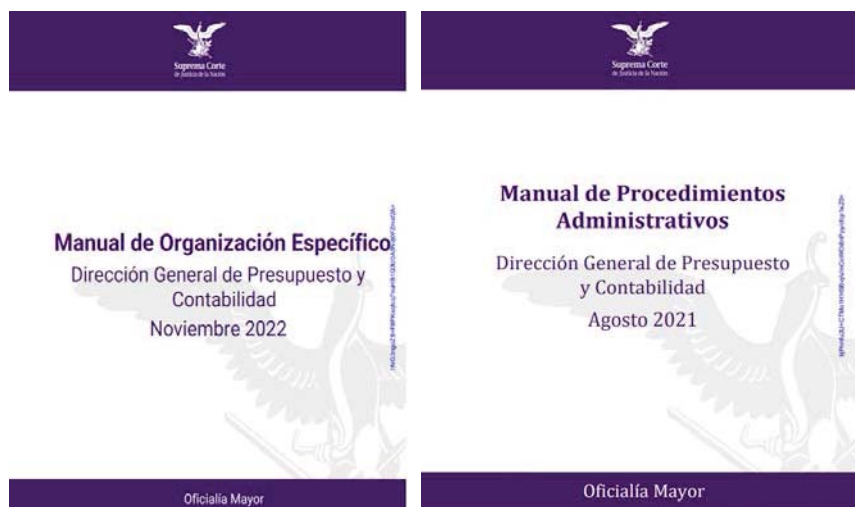 Suprema Corte
de Justicia de la Nación
Manual de Organización Específico
Dirección General de Presupuesto y
Contabilidad
Noviembre 2022
Oficialía Mayor
Suprema Corte
de Justicia de la Nación
Manual de Procedimientos
Administrativos
Dirección General de Presupuesto
y Contabilidad
Agosto 2021
Oficialía Mayor